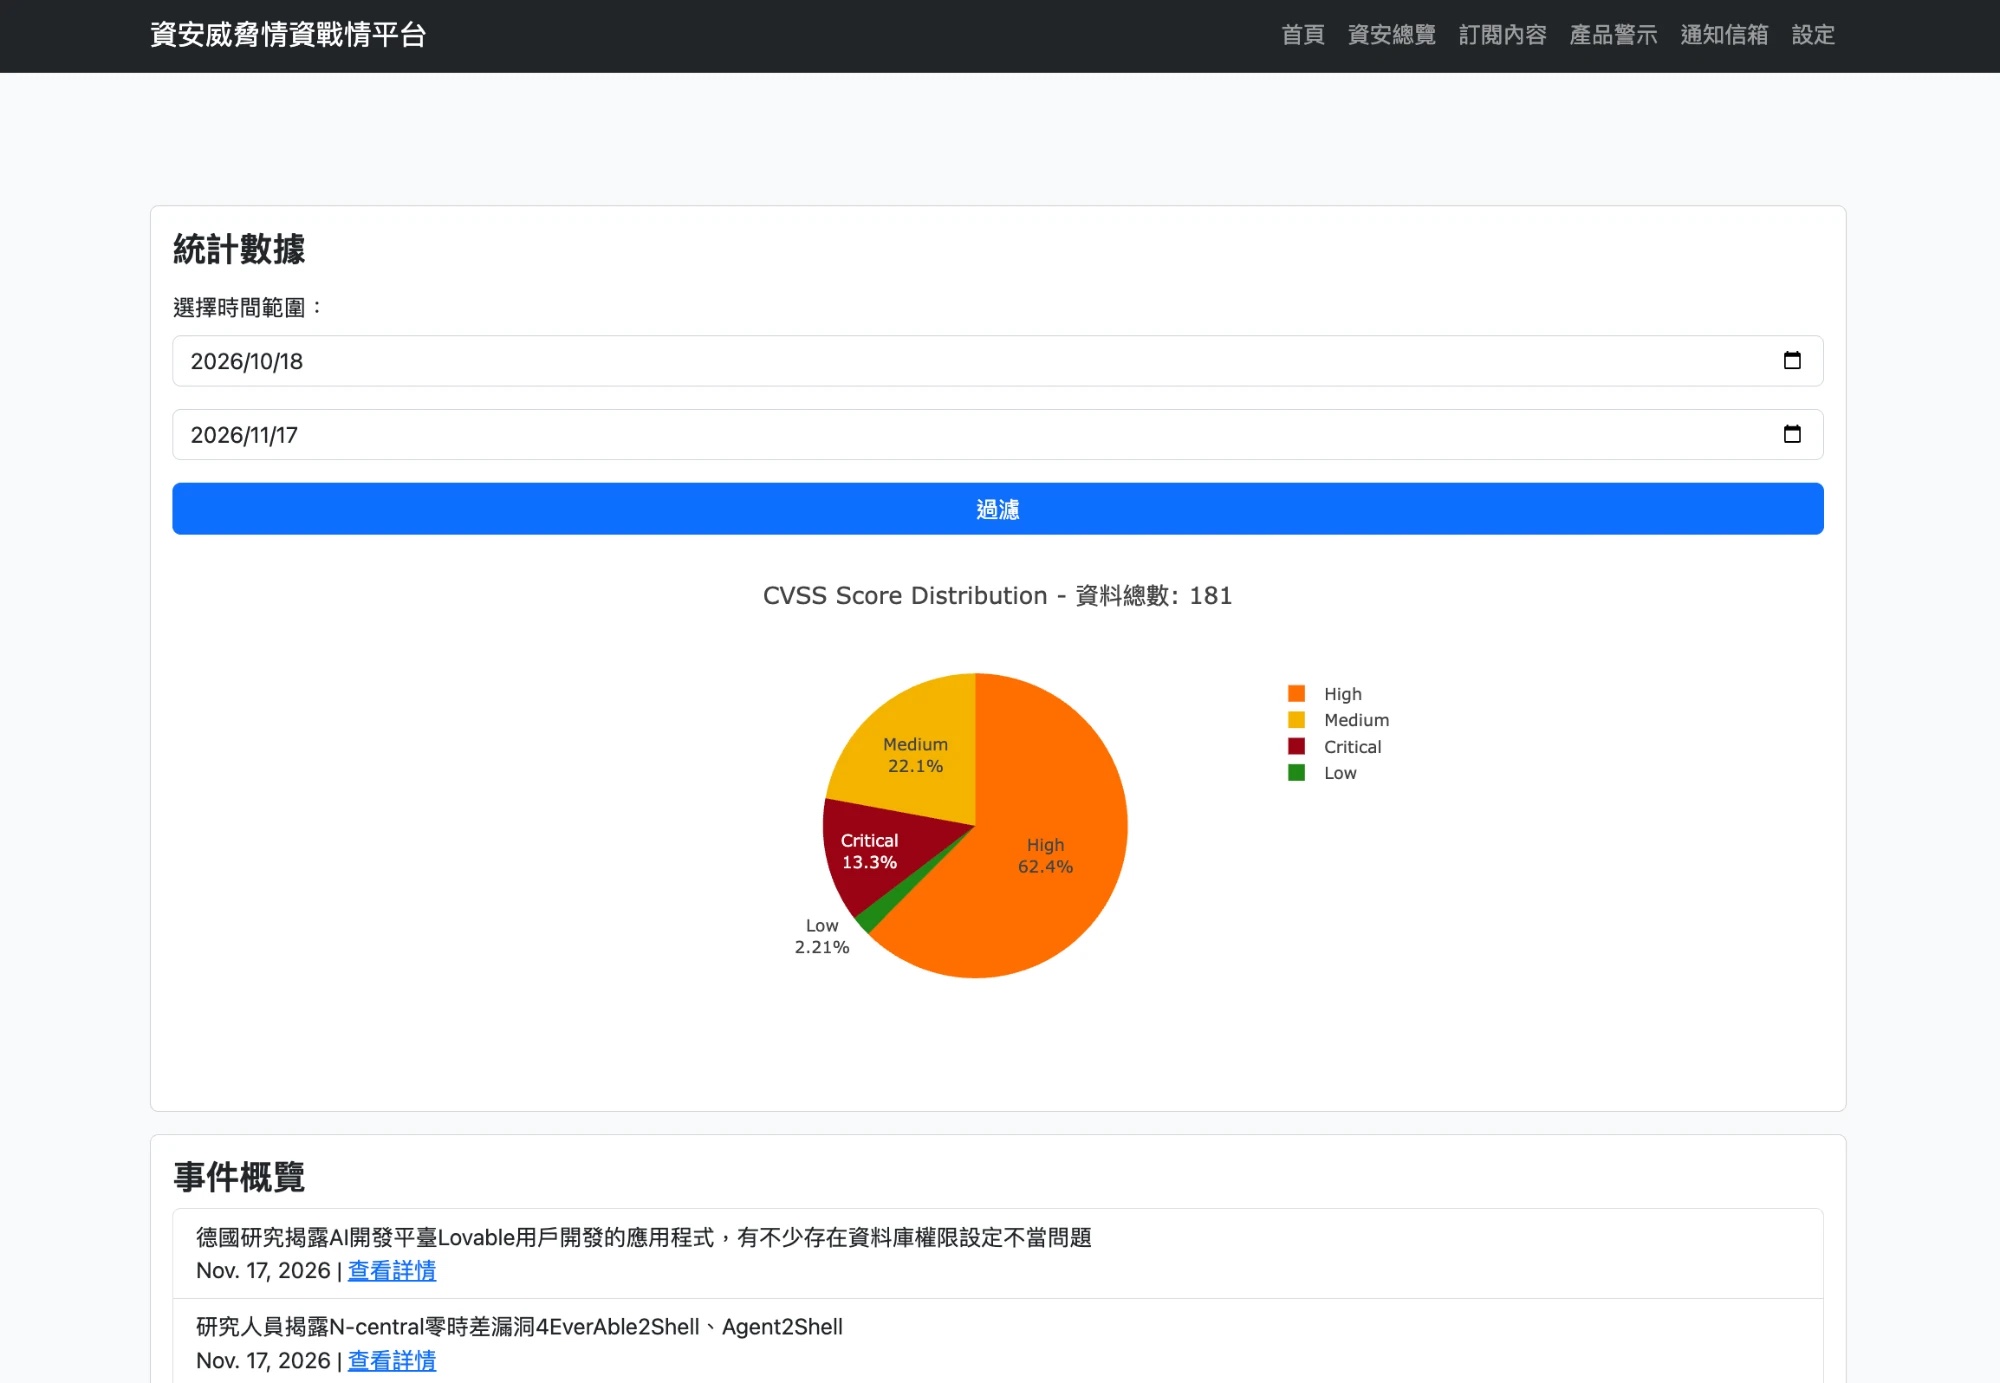 資安威脅情資戰情平台
首頁 資安總覽 訂閱內容 產品警示 通知信箱 設定
統計數據
選擇時間範圍：
2026/10/18
2026/11/17
過濾
CVSS Score Distribution - 資料總數: 181
High
Medium
Critical
Low
Medium
22.1%
Critical
13.3%
High
62.4%
Low
2.21%
事件概覽
德國研究揭露AI開發平臺Lovable用戶開發的應用程式，有不少存在資料庫權限設定不當問題
Nov. 17, 2026 | 查看詳情
研究人員揭露N-central零時差漏洞4EverAble2Shell、Agent2Shell
Nov. 17, 2026 | 查看詳情